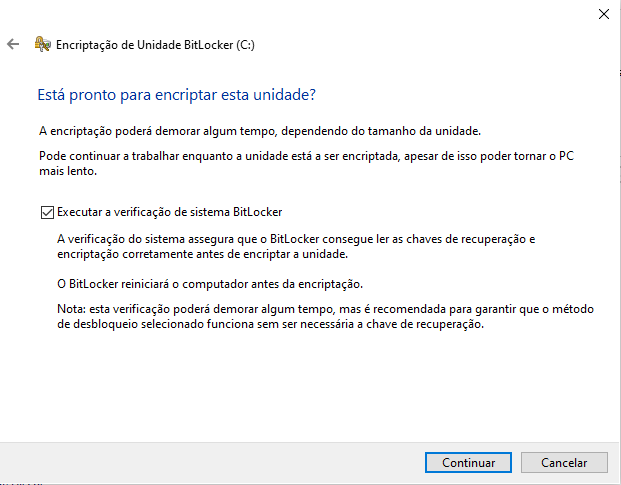 Encriptação de Unidade BitLocker (C:)
Está pronto para encriptar esta unidade?
A encriptação poderá demorar algum tempo, dependendo do tamanho da unidade.
Pode continuar a trabalhar enquanto a unidade está a ser encriptada, apesar de isso poder tornar o PC
mais lento.
Executar a verificação de sistema BitLocker
A verificação do sistema assegura que o BitLocker consegue ler as chaves de recuperação e
encriptação corretamente antes de encriptar a unidade.
O BitLocker reiniciará o computador antes da encriptação.
Nota: esta verificação poderá demorar algum tempo, mas é recomendada para garantir que o método
de desbloqueio selecionado funciona sem ser necessária a chave de recuperação.
Continuar
Cancelar